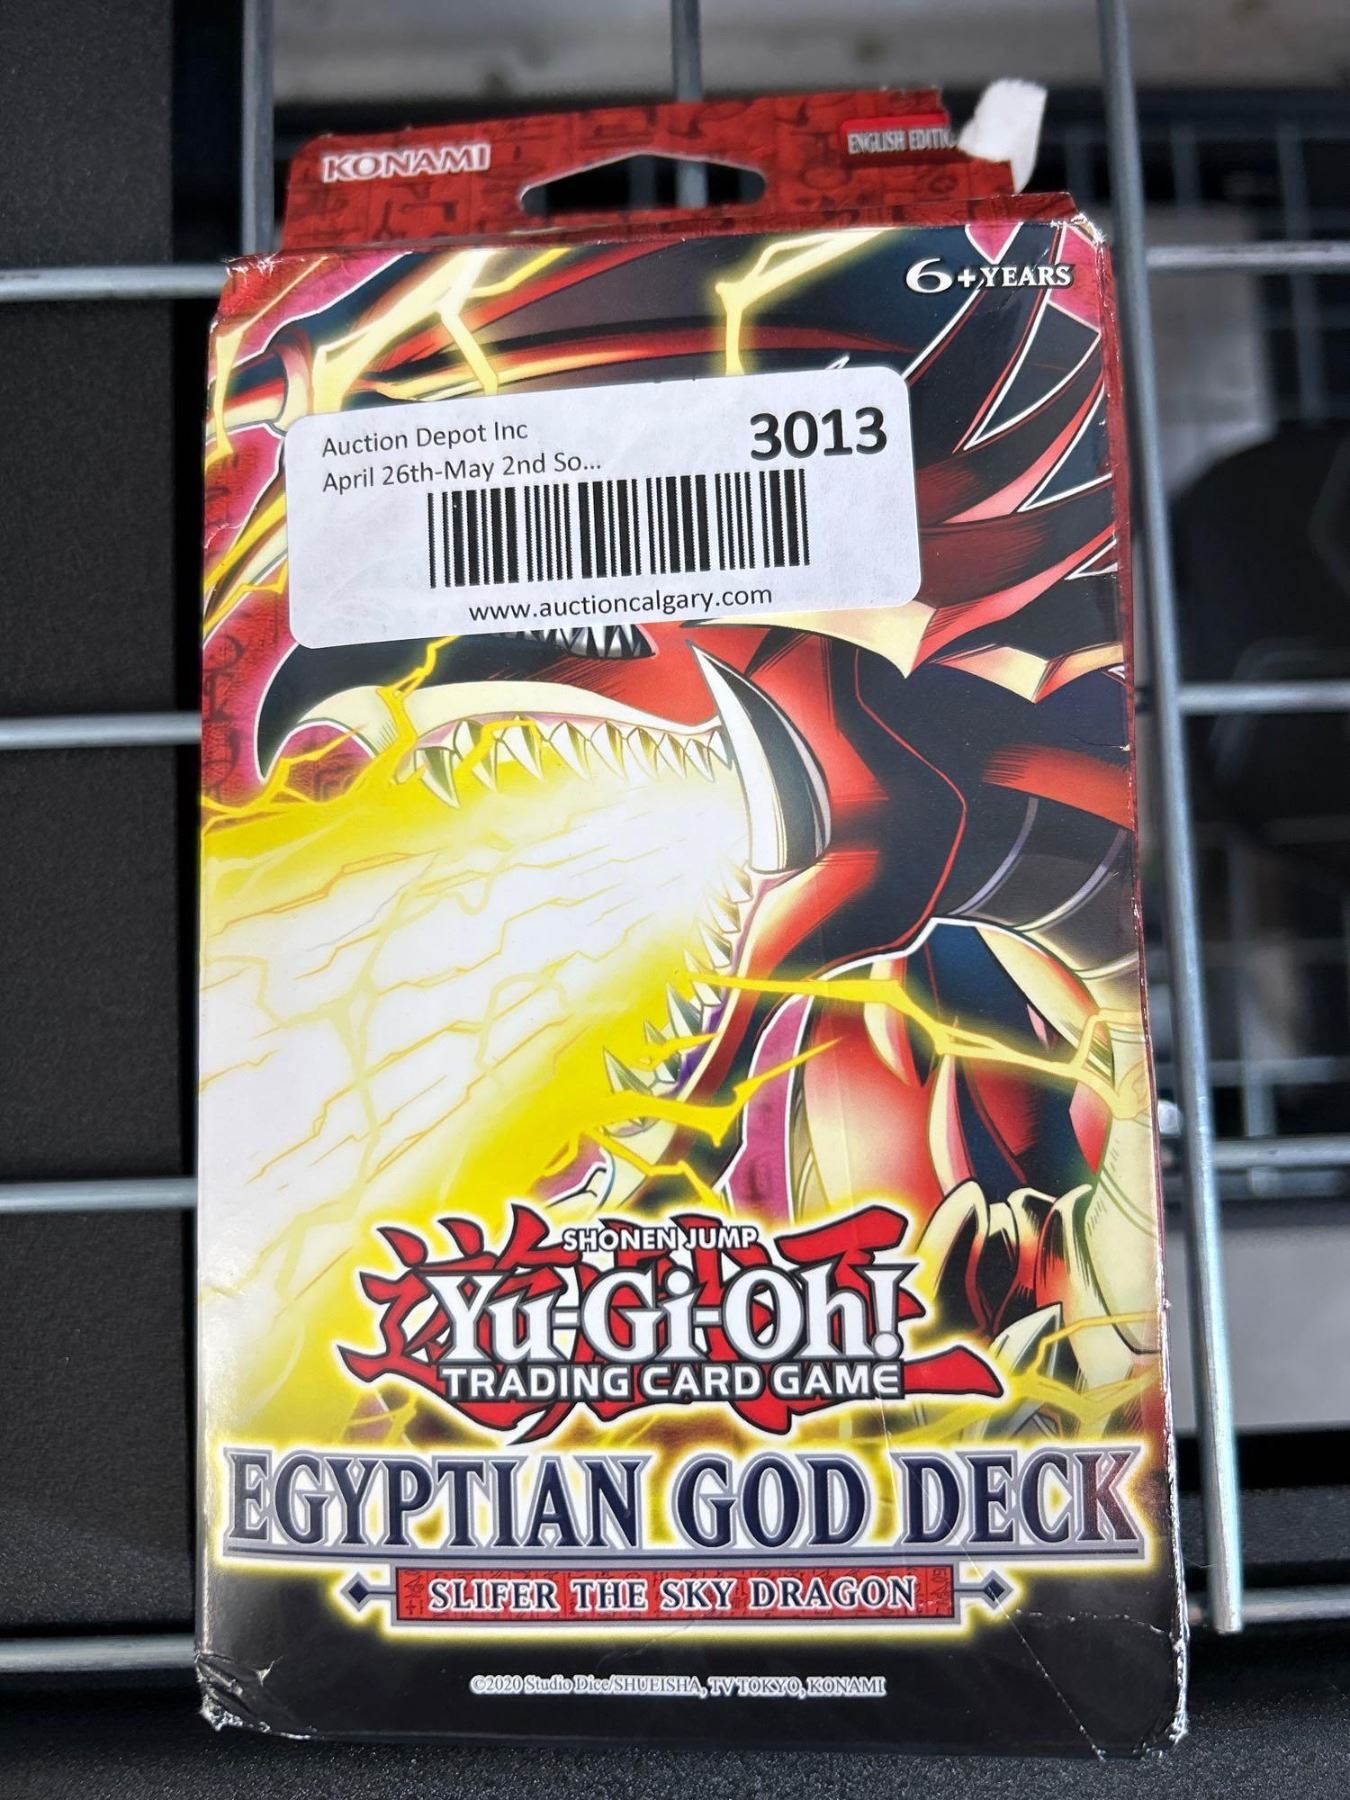 KONAMI
ENGLISH EDITIO
6+YEARS
Auction Depot Inc
3013
April 26th-May 2nd So...
www.auctioncalgary.com
SHONEN JUMP
Yu-Gi-Oh!
TRADING CARD GAME
EGYPTIAN GOD DECK
SLIFER THE SKY DRAGON
©2020 Studio Dice/SHUEISHA, TV TOKYO, KONAMI